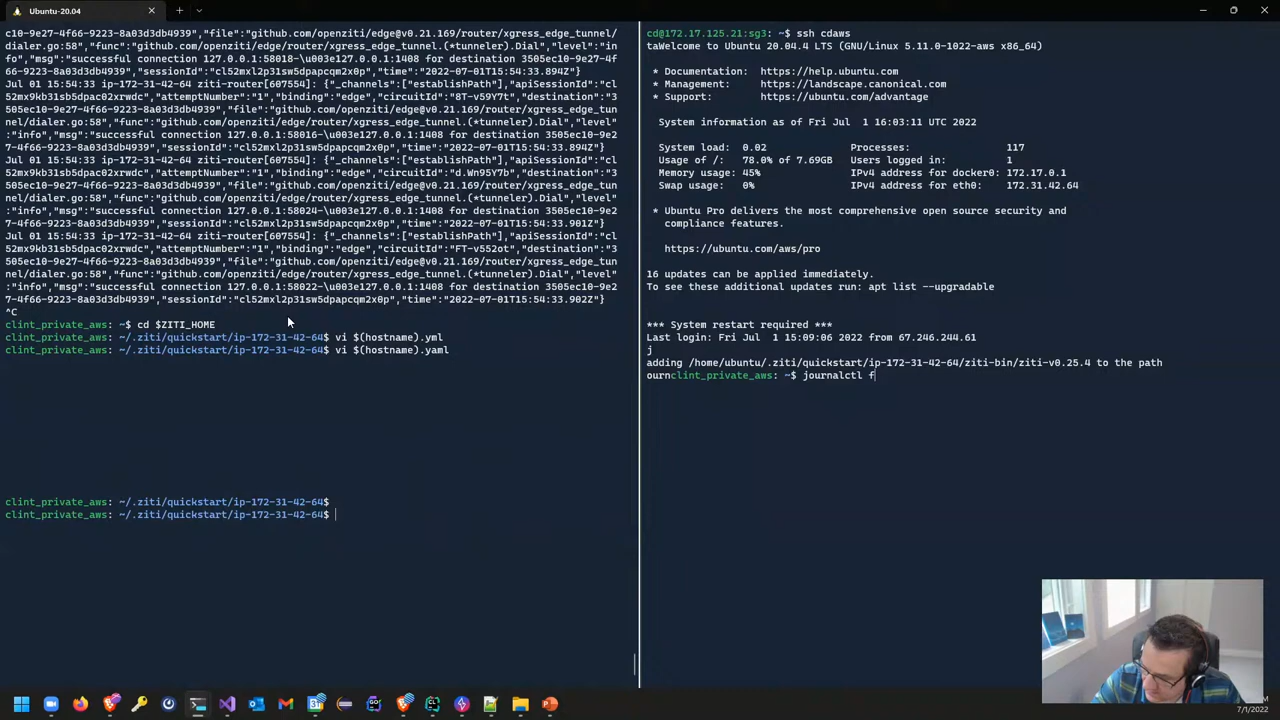 Ubuntu-20.04
c10-9e27-4f66-9223-8a03d3db4939","file":"github.com/openziti/edge@v0.21.169/router/xgress_edge_tunnel/
dialer.go:58","func":"github.com/openziti/edge/router/xgress_edge_tunnel.(*tunneler).Dial","level":"in
fo","msg":"successful connection 127.0.0.1:58018-\u003e127.0.0.1:1408 for destination 3505ec10-9e27-4f
66-9223-8a03d3db4939","sessionId":"cl52mxl2p31sw5dpapcqm2x0p","time":"2022-07-01T15:54:33.894Z"}
Jul 01 15:54:33 ip-172-31-42-64 ziti-router[607554]: {"_channels":["establishPath"],"apiSessionId":"cl
52mx9kb31sb5dpac02xrwdc","attemptNumber":"1","binding":"edge","circuitId":"8T-v59Y7t","destination":"3
505ec10-9e27-4f66-9223-8a03d3db4939","file":"github.com/openziti/edge@v0.21.169/router/xgress_edge_tun
nel/dialer.go:58","func":"github.com/openziti/edge/router/xgress_edge_tunnel.(*tunneler).Dial","level"
:"info","msg":"successful connection 127.0.0.1:58016-\u003e127.0.0.1:1408 for destination 3505ec10-9e2
7-4f66-9223-8a03d3db4939","sessionId":"cl52mxl2p31sw5dpapcqm2x0p","time":"2022-07-01T15:54:33.894Z"}
Jul 01 15:54:33 ip-172-31-42-64 ziti-router[607554]: {"_channels":["establishPath"],"apiSessionId":"cl
52mx9kb31sb5dpac02xrwdc","attemptNumber":"1","binding":"edge","circuitId":"d.Wn95Y7b","destination":"3
505ec10-9e27-4f66-9223-8a03d3db4939","file":"github.com/openziti/edge@v0.21.169/router/xgress_edge_tun
nel/dialer.go:58","func":"github.com/openziti/edge/router/xgress_edge_tunnel.(*tunneler).Dial","level"
:"info","msg":"successful connection 127.0.0.1:58024-\u003e127.0.0.1:1408 for destination 3505ec10-9e2
7-4f66-9223-8a03d3db4939","sessionId":"cl52mxl2p31sw5dpapcqm2x0p","time":"2022-07-01T15:54:33.901Z"}
Jul 01 15:54:33 ip-172-31-42-64 ziti-router[607554]: {"_channels":["establishPath"],"apiSessionId":"cl
52mx9kb31sb5dpac02xrwdc","attemptNumber":"1","binding":"edge","circuitId":"FT-v552ot","destination":"3
505ec10-9e27-4f66-9223-8a03d3db4939","file":"github.com/openziti/edge@v0.21.169/router/xgress_edge_tun
nel/dialer.go:58","func":"github.com/openziti/edge/router/xgress_edge_tunnel.(*tunneler).Dial","level"
:"info","msg":"successful connection 127.0.0.1:58022-\u003e127.0.0.1:1408 for destination 3505ec10-9e2
7-4f66-9223-8a03d3db4939","sessionId":"cl52mxl2p31sw5dpapcqm2x0p","time":"2022-07-01T15:54:33.902Z"}
^C
clint_private_aws: ~$ cd $ZITI_HOME
clint_private_aws: ~/.ziti/quickstart/ip-172-31-42-64$ vi $(hostname).yml
clint_private_aws: ~/.ziti/quickstart/ip-172-31-42-64$ vi $(hostname).yaml
clint_private_aws: ~/.ziti/quickstart/ip-172-31-42-64$
clint_private_aws: ~/.ziti/quickstart/ip-172-31-42-64$
cd@172.17.125.21:sg3: ~$ ssh cdaws
taWelcome to Ubuntu 20.04.4 LTS (GNU/Linux 5.11.0-1022-aws x86_64)
* Documentation: https://help.ubuntu.com
* Management: https://landscape.canonical.com
* Support: https://ubuntu.com/advantage
System information as of Fri Jul 1 16:03:11 UTC 2022
System load: 0.02 Processes: 117
Usage of /: 78.0% of 7.69GB Users logged in: 1
Memory usage: 45% IPv4 address for docker0: 172.17.0.1
Swap usage: 0% IPv4 address for eth0: 172.31.42.64
* Ubuntu Pro delivers the most comprehensive open source security and
compliance features.
https://ubuntu.com/aws/pro
16 updates can be applied immediately.
To see these additional updates run: apt list --upgradable
*** System restart required ***
Last login: Fri Jul 1 15:09:06 2022 from 67.246.244.61
j
adding /home/ubuntu/.ziti/quickstart/ip-172-31-42-64/ziti-bin/ziti-v0.25.4 to the path
ournclint_private_aws: ~$ journalctl f
7/1/2022